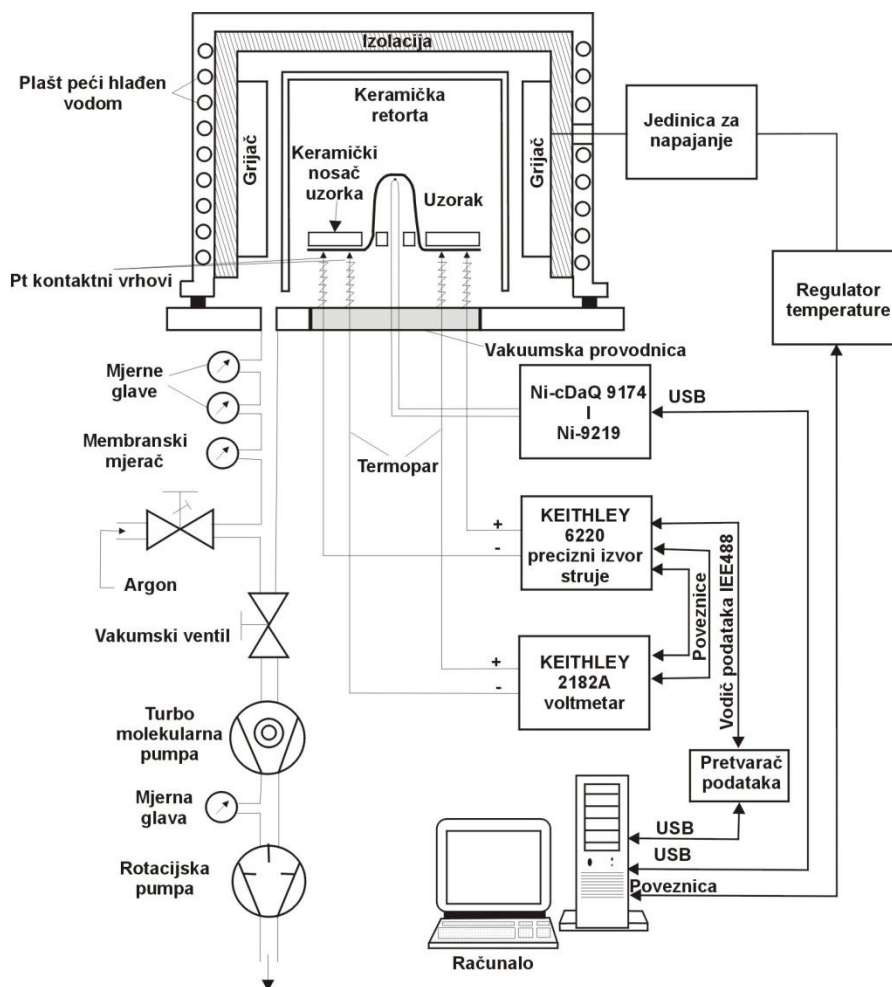 Izolacija
Plašt peći hlađen
vodom
Keramička
retorta
Grijač
Grijač
Jedinica za
napajanje
Keramički
nosač
uzorka
Uzorak
Pt kontaktni vrhovi
Regulator
temperature
Vakuumska provodnica
Mjerne
glave
Ni-cDaQ 9174
I
Ni-9219
USB
Membranski
mjerač
Termopar
+
-
KEITHLEY
6220
precizni izvor
struje
Argon
Poveznice
Vodič podataka IEE488
Vakumski ventil
+
-
KEITHLEY
2182A
voltmetar
Turbo
molekularna
pumpa
Pretvarač
podataka
Mjerna
glava
USB
USB
Rotacijska
pumpa
Poveznica
Računalo